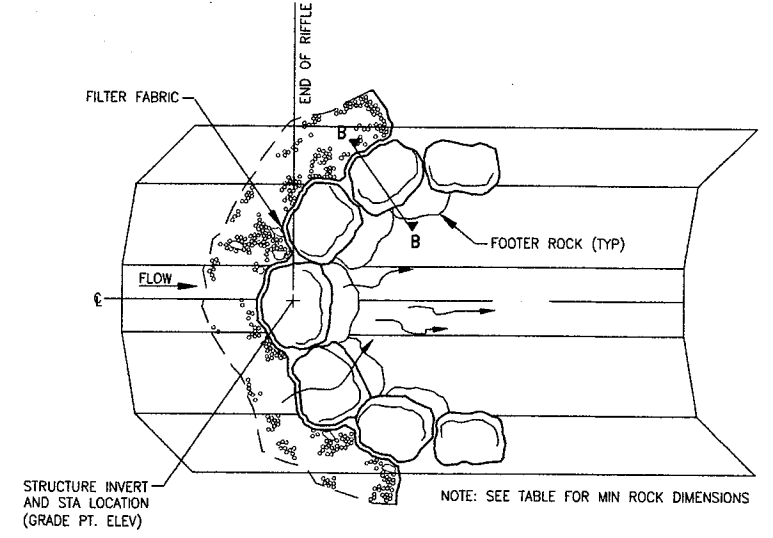 END OF RIFFLE
FILTER FABRIC
B
B
FOOTER ROCK (TYP)
FLOW
℄
STRUCTURE INVERT
AND STA LOCATION
(GRADE PT. ELEV)
NOTE: SEE TABLE FOR MIN ROCK DIMENSIONS